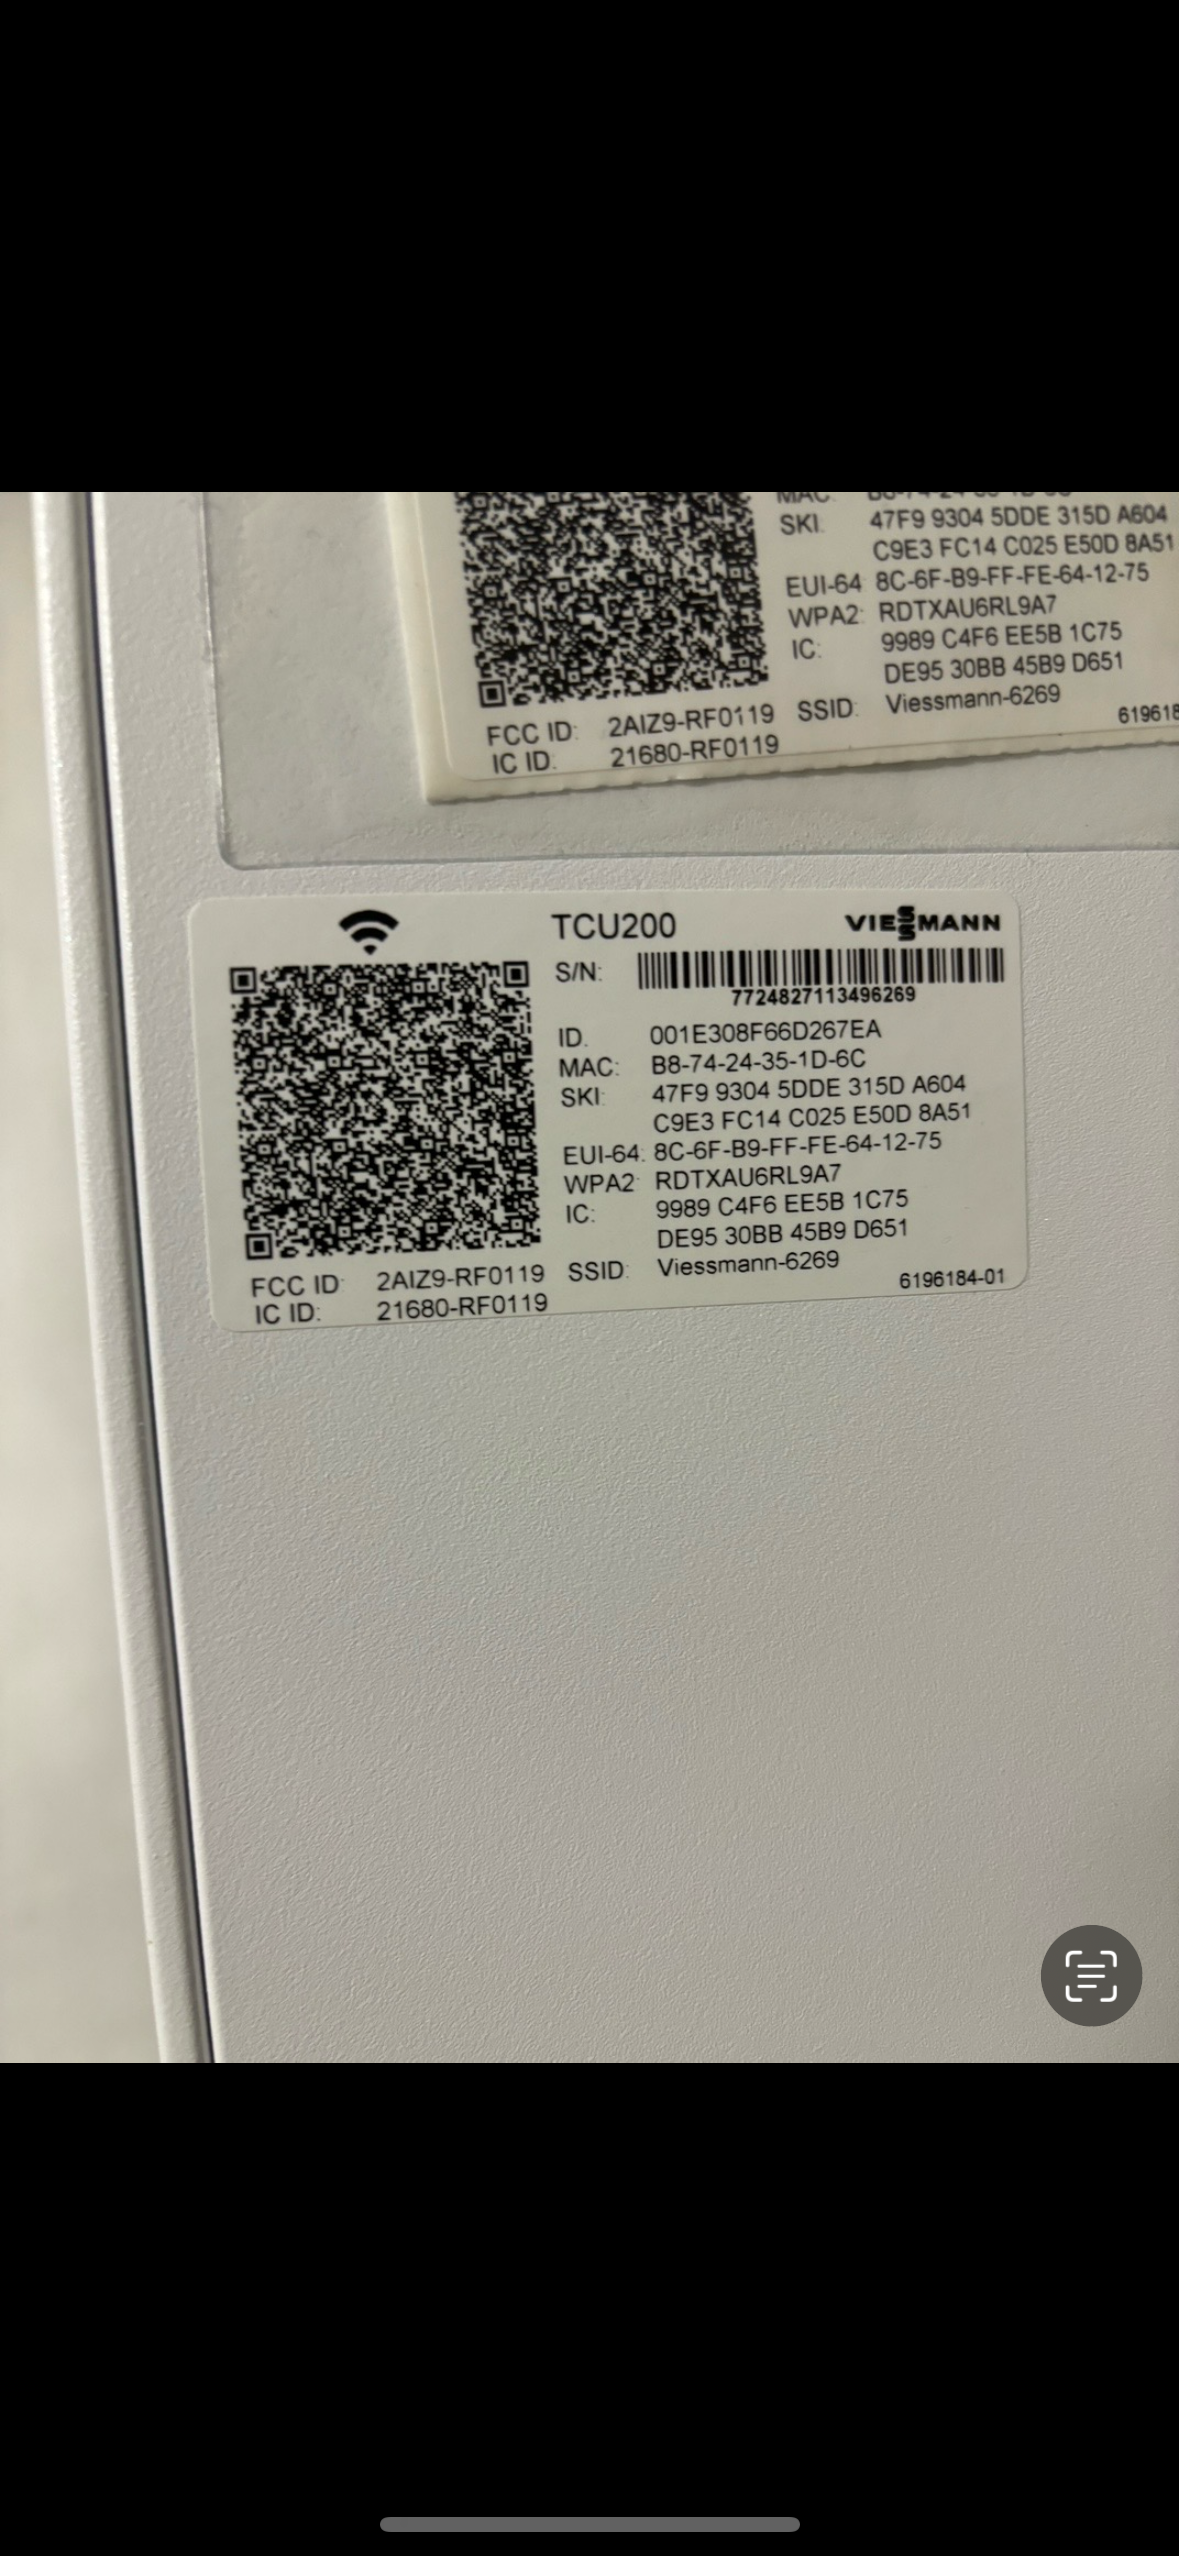 SKI: 47F9 9304 5DDE 315D A604
C9E3 FC14 C025 E50D 8A51
EUI-64 8C-6F-B9-FF-FE-64-12-75
WPA2: RDTXAU6RL9A7
IC: 9989 C4F6 EE5B 1C75
DE95 30BB 45B9 D651
SSID: Viessmann-6269
FCC ID: 2AIZ9-RF0119
IC ID: 21680-RF0119
TCU200 VIESSMANN
S/N:
7724827113496269
ID. 001E308F66D267EA
MAC: B8-74-24-35-1D-6C
SKI: 47F9 9304 5DDE 315D A604
C9E3 FC14 C025 E50D 8A51
EUI-64: 8C-6F-B9-FF-FE-64-12-75
WPA2: RDTXAU6RL9A7
IC: 9989 C4F6 EE5B 1C75
DE95 30BB 45B9 D651
SSID: Viessmann-6269
6196184-01
FCC ID: 2AIZ9-RF0119
IC ID: 21680-RF0119